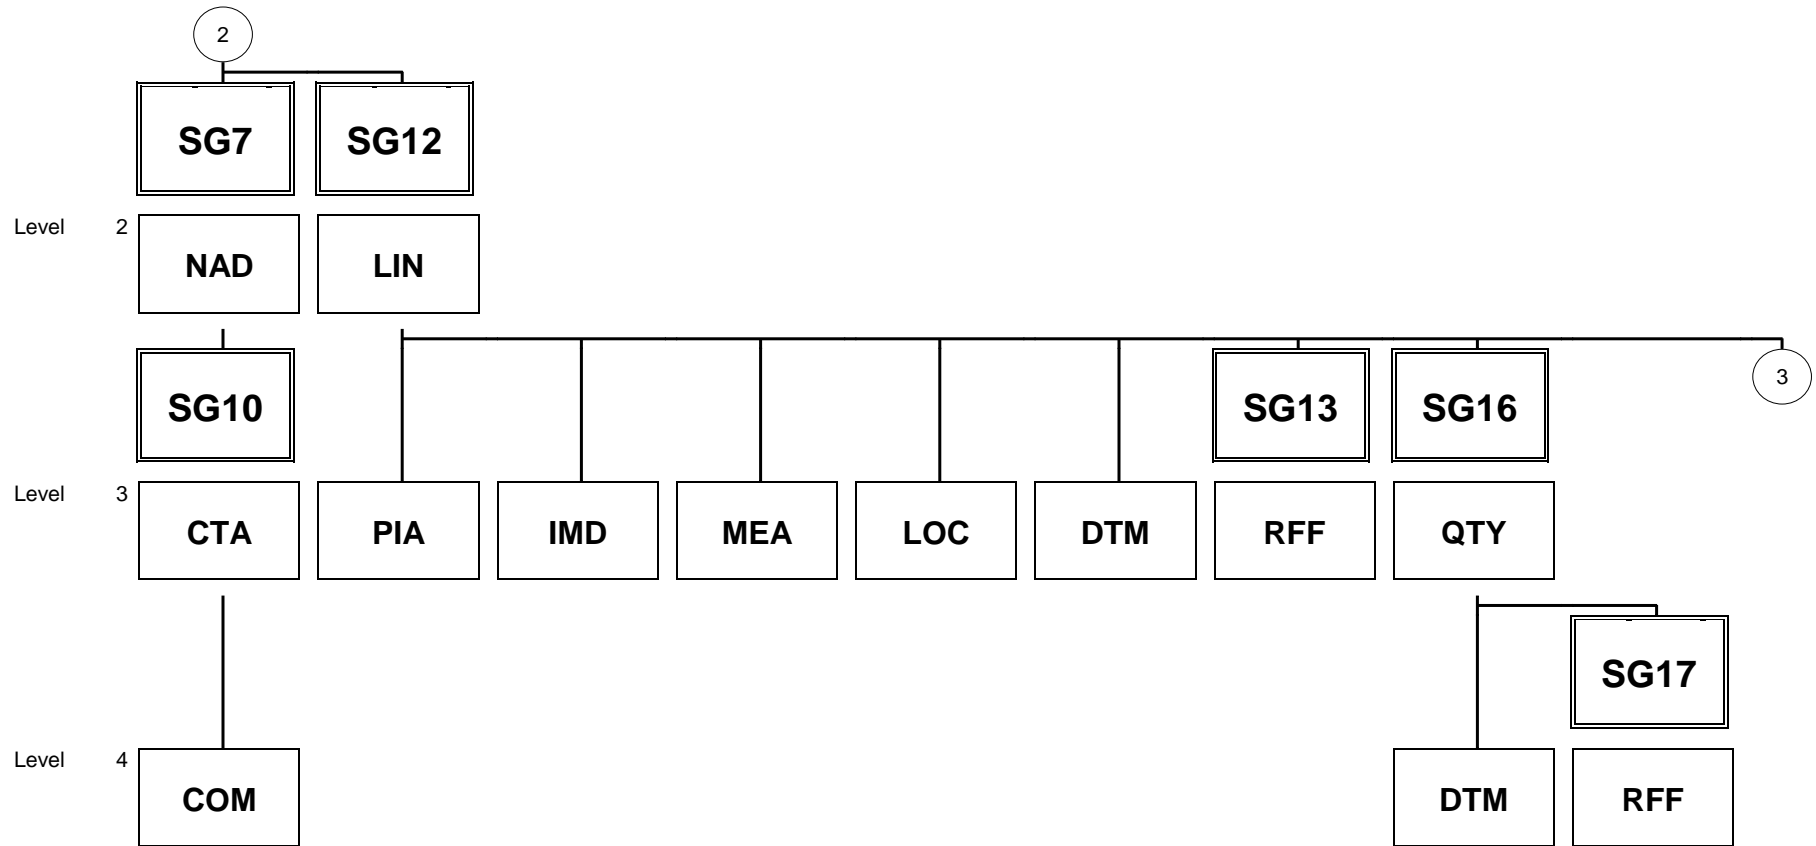 2
SG7 SG12
Level 2
NAD LIN
3
SG10 SG13 SG16
Level 3
CTA PIA IMD MEA LOC DTM RFF QTY
SG17
Level 4
COM DTM RFF